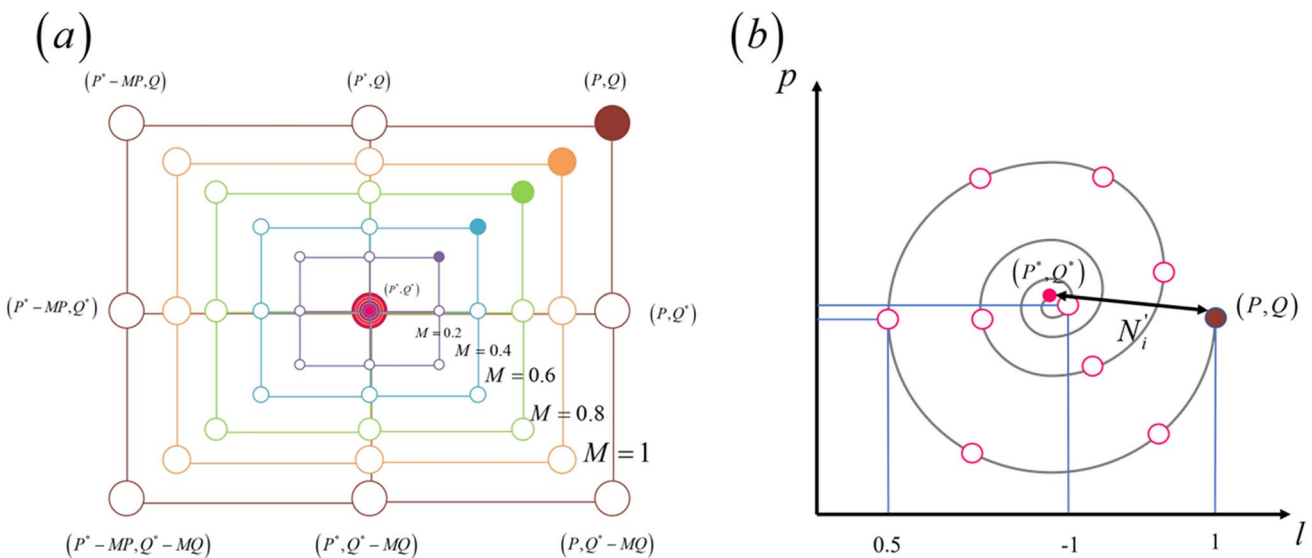 (a)
(P* − MP, Q)
(P*, Q)
(P, Q)
(P* − MP, Q*)
(P*, Q*)
(P, Q*)
M = 0.2
M = 0.4
M = 0.6
M = 0.8
M = 1
(P* − MP, Q* − MQ)
(P*, Q* − MQ)
(P, Q* − MQ)
(b)
p
(P*, Q*)
(P, Q)
N'i
0.5
-1
1
l